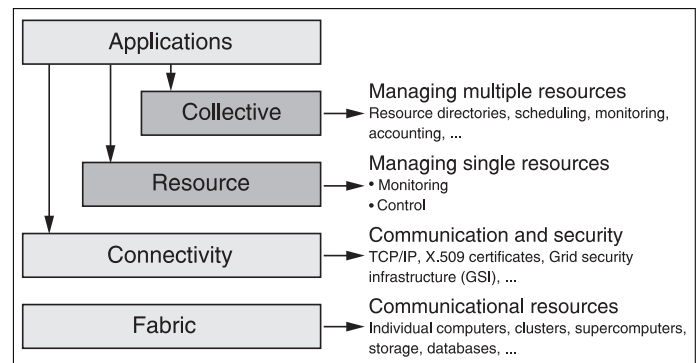 Applications
Collective
Managing multiple resources
Resource directories, scheduling, monitoring,
accounting, ...
Resource
Managing single resources
• Monitoring
• Control
Connectivity
Communication and security
TCP/IP, X.509 certificates, Grid security
infrastructure (GSI), ...
Fabric
Communicational resources
Individual computers, clusters, supercomputers,
storage, databases, ...